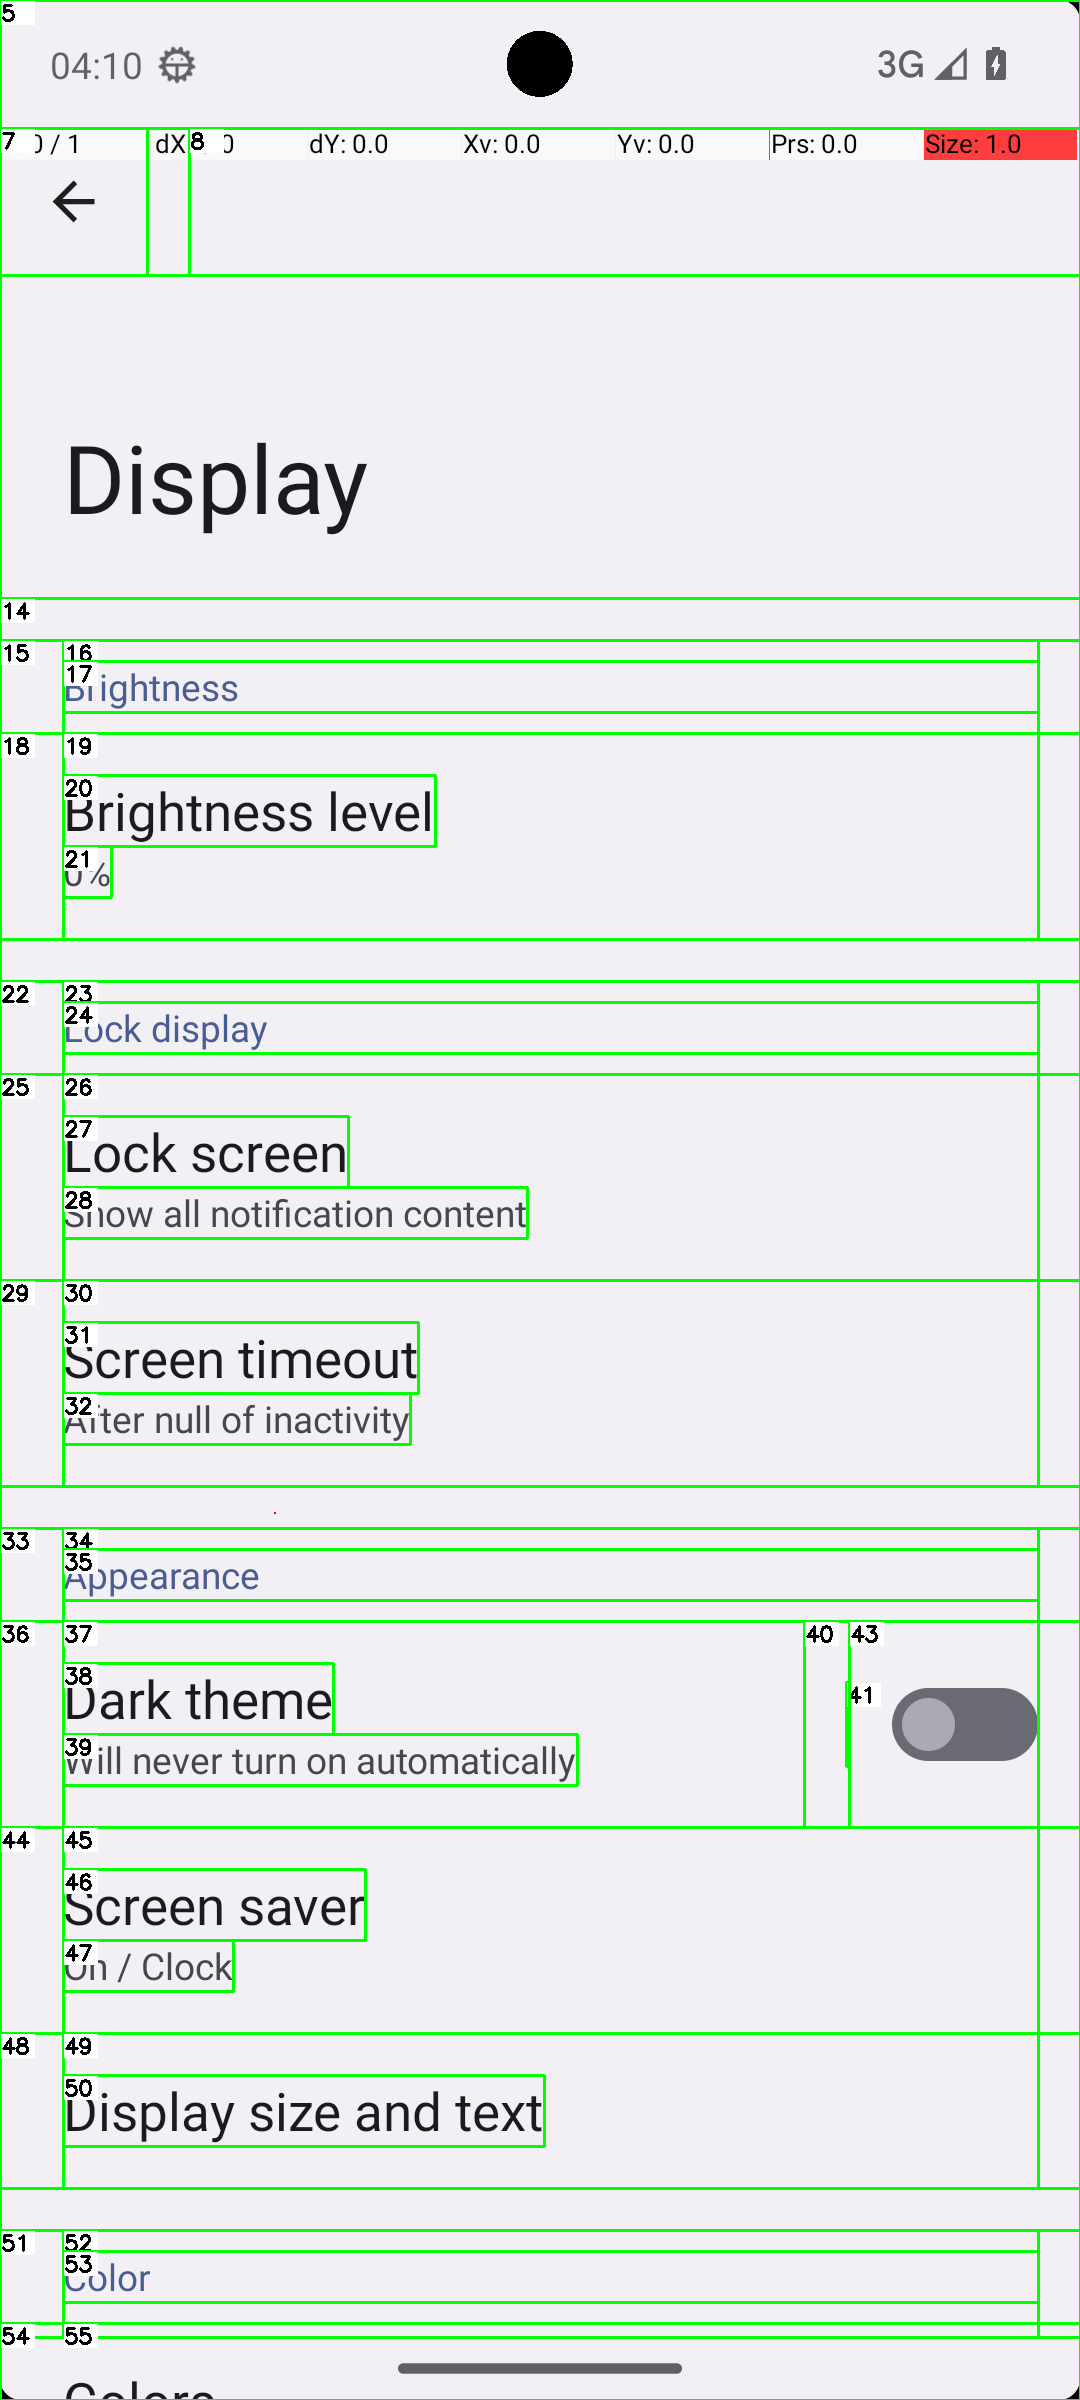 5
04:10 3G
7 0 / 1 dX 8 0 dY: 0.0 Xv: 0.0 Yv: 0.0 Prs: 0.0 Size: 1.0
Display
14
15 16
17
Brightness
18 19
20
Brightness level
21
0%
22 23
24
Lock display
25 26
27
Lock screen
28
Show all notification content
29 30
31
Screen timeout
32
After null of inactivity
33 34
35
Appearance
36 37 40 43
38 41
Dark theme
39
Will never turn on automatically
44 45
46
Screen saver
47
On / Clock
48 49
50
Display size and text
51 52
53
Color
54 55
Colors